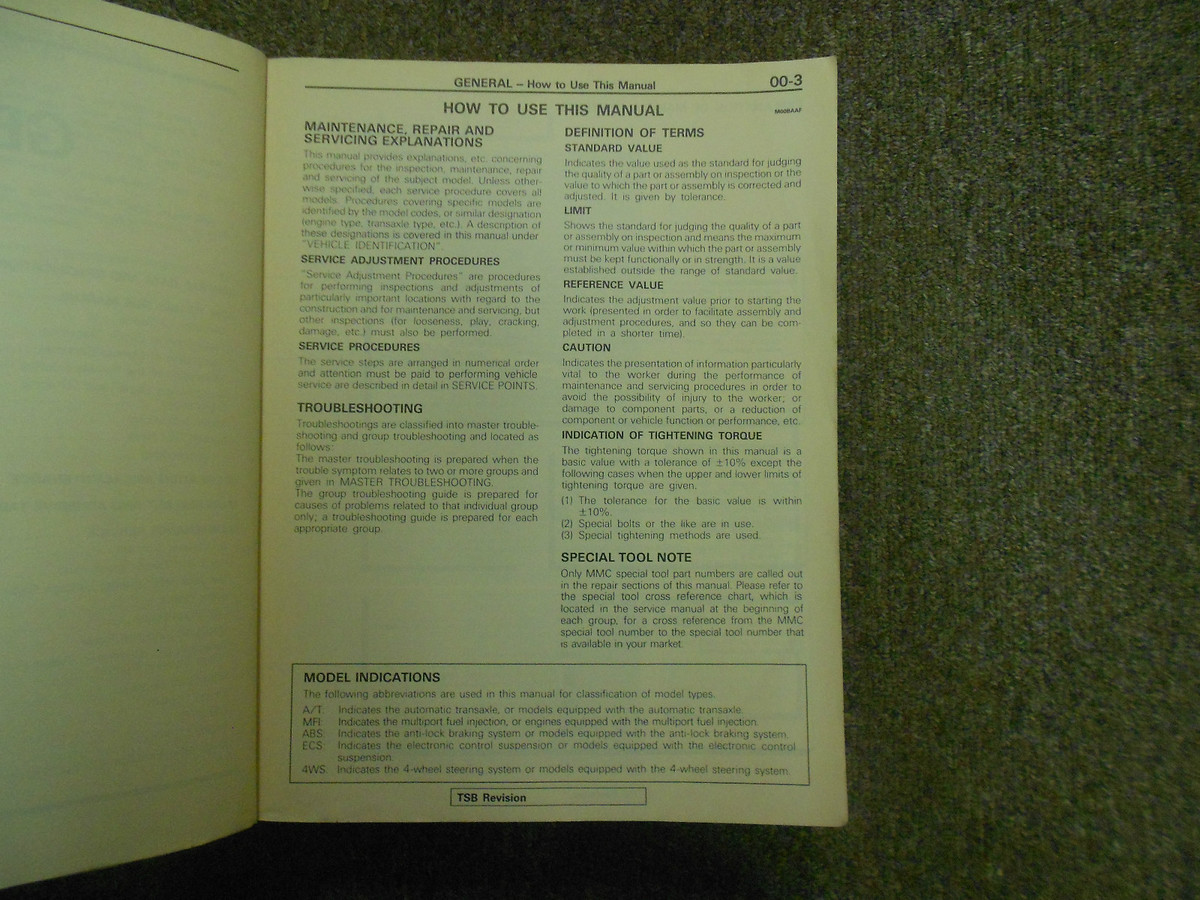 GENERAL – How to Use This Manual
00-3
HOW TO USE THIS MANUAL
M00BAAF
MAINTENANCE, REPAIR AND
SERVICING EXPLANATIONS
This manual provides explanations, etc. concerning
procedures for the inspection, maintenance, repair
and servicing of the subject model. Unless other-
wise specified, each service procedure covers all
models. Procedures covering specific models are
identified by the model codes, or similar designation
(engine type, transaxle type, etc.). A description of
these designations is covered in this manual under
"VEHICLE IDENTIFICATION".
SERVICE ADJUSTMENT PROCEDURES
"Service Adjustment Procedures" are procedures
for performing inspections and adjustments of
particularly important locations with regard to the
construction and for maintenance and servicing, but
other inspections (for looseness, play, cracking,
damage, etc.) must also be performed.
SERVICE PROCEDURES
The service steps are arranged in numerical order
and attention must be paid to performing vehicle
service are described in detail in SERVICE POINTS.
TROUBLESHOOTING
Troubleshootings are classified into master trouble-
shooting and group troubleshooting and located as
follows:
The master troubleshooting is prepared when the
trouble symptom relates to two or more groups and
given in MASTER TROUBLESHOOTING.
The group troubleshooting guide is prepared for
causes of problems related to that individual group
only; a troubleshooting guide is prepared for each
appropriate group.
DEFINITION OF TERMS
STANDARD VALUE
Indicates the value used as the standard for judging
the quality of a part or assembly on inspection or the
value to which the part or assembly is corrected and
adjusted. It is given by tolerance.
LIMIT
Shows the standard for judging the quality of a part
or assembly on inspection and means the maximum
or minimum value within which the part or assembly
must be kept functionally or in strength. It is a value
established outside the range of standard value.
REFERENCE VALUE
Indicates the adjustment value prior to starting the
work (presented in order to facilitate assembly and
adjustment procedures, and so they can be com-
pleted in a shorter time).
CAUTION
Indicates the presentation of information particularly
vital to the worker during the performance of
maintenance and servicing procedures in order to
avoid the possibility of injury to the worker, or
damage to component parts, or a reduction of
component or vehicle function or performance, etc.
INDICATION OF TIGHTENING TORQUE
The tightening torque shown in this manual is a
basic value with a tolerance of ±10% except the
following cases when the upper and lower limits of
tightening torque are given.
(1) The tolerance for the basic value is within
±10%.
(2) Special bolts or the like are in use.
(3) Special tightening methods are used.
SPECIAL TOOL NOTE
Only MMC special tool part numbers are called out
in the repair sections of this manual. Please refer to
the special tool cross reference chart, which is
located in the service manual at the beginning of
each group, for a cross reference from the MMC
special tool number to the special tool number that
is available in your market.
MODEL INDICATIONS
The following abbreviations are used in this manual for classification of model types.
A/T: Indicates the automatic transaxle, or models equipped with the automatic transaxle.
MFI: Indicates the multiport fuel injection, or engines equipped with the multiport fuel injection.
ABS: Indicates the anti-lock braking system or models equipped with the anti-lock braking system.
ECS: Indicates the electronic control suspension or models equipped with the electronic control
suspension.
4WS: Indicates the 4-wheel steering system or models equipped with the 4-wheel steering system.
TSB Revision